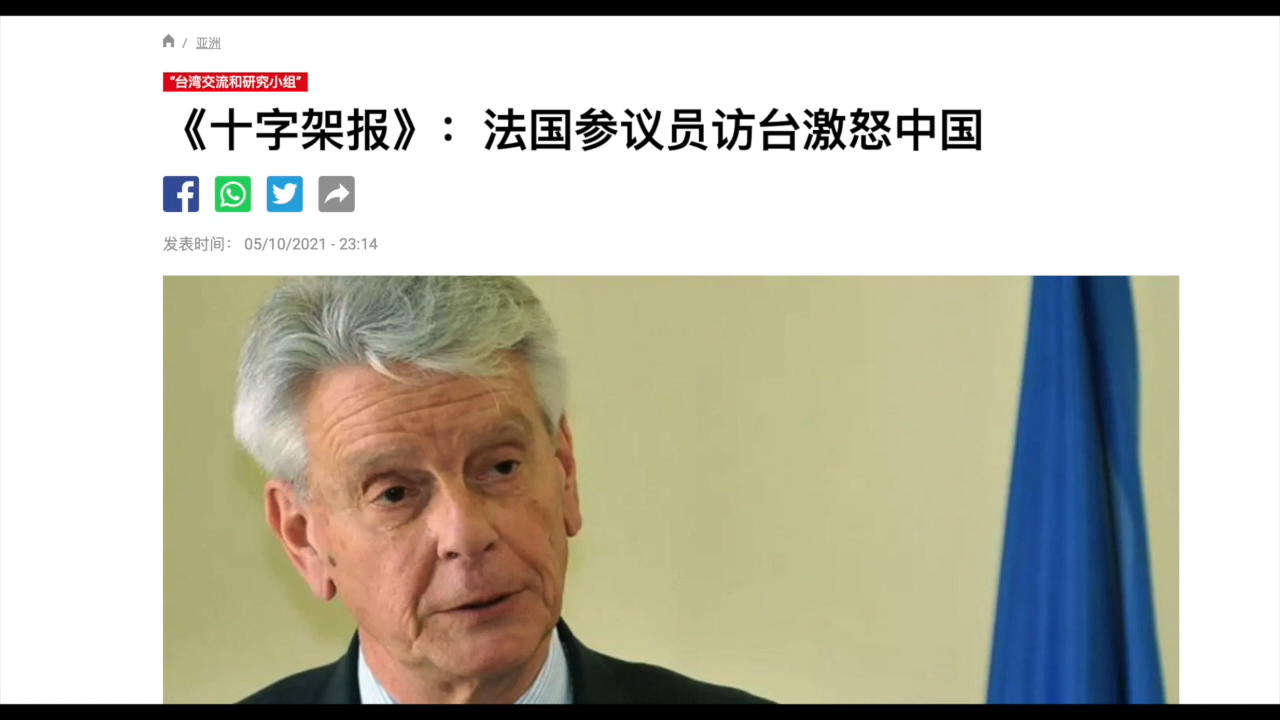 / 亚洲
“台湾交流和研究小组”
《十字架报》：法国参议员访台激怒中国
发表时间： 05/10/2021 - 23:14